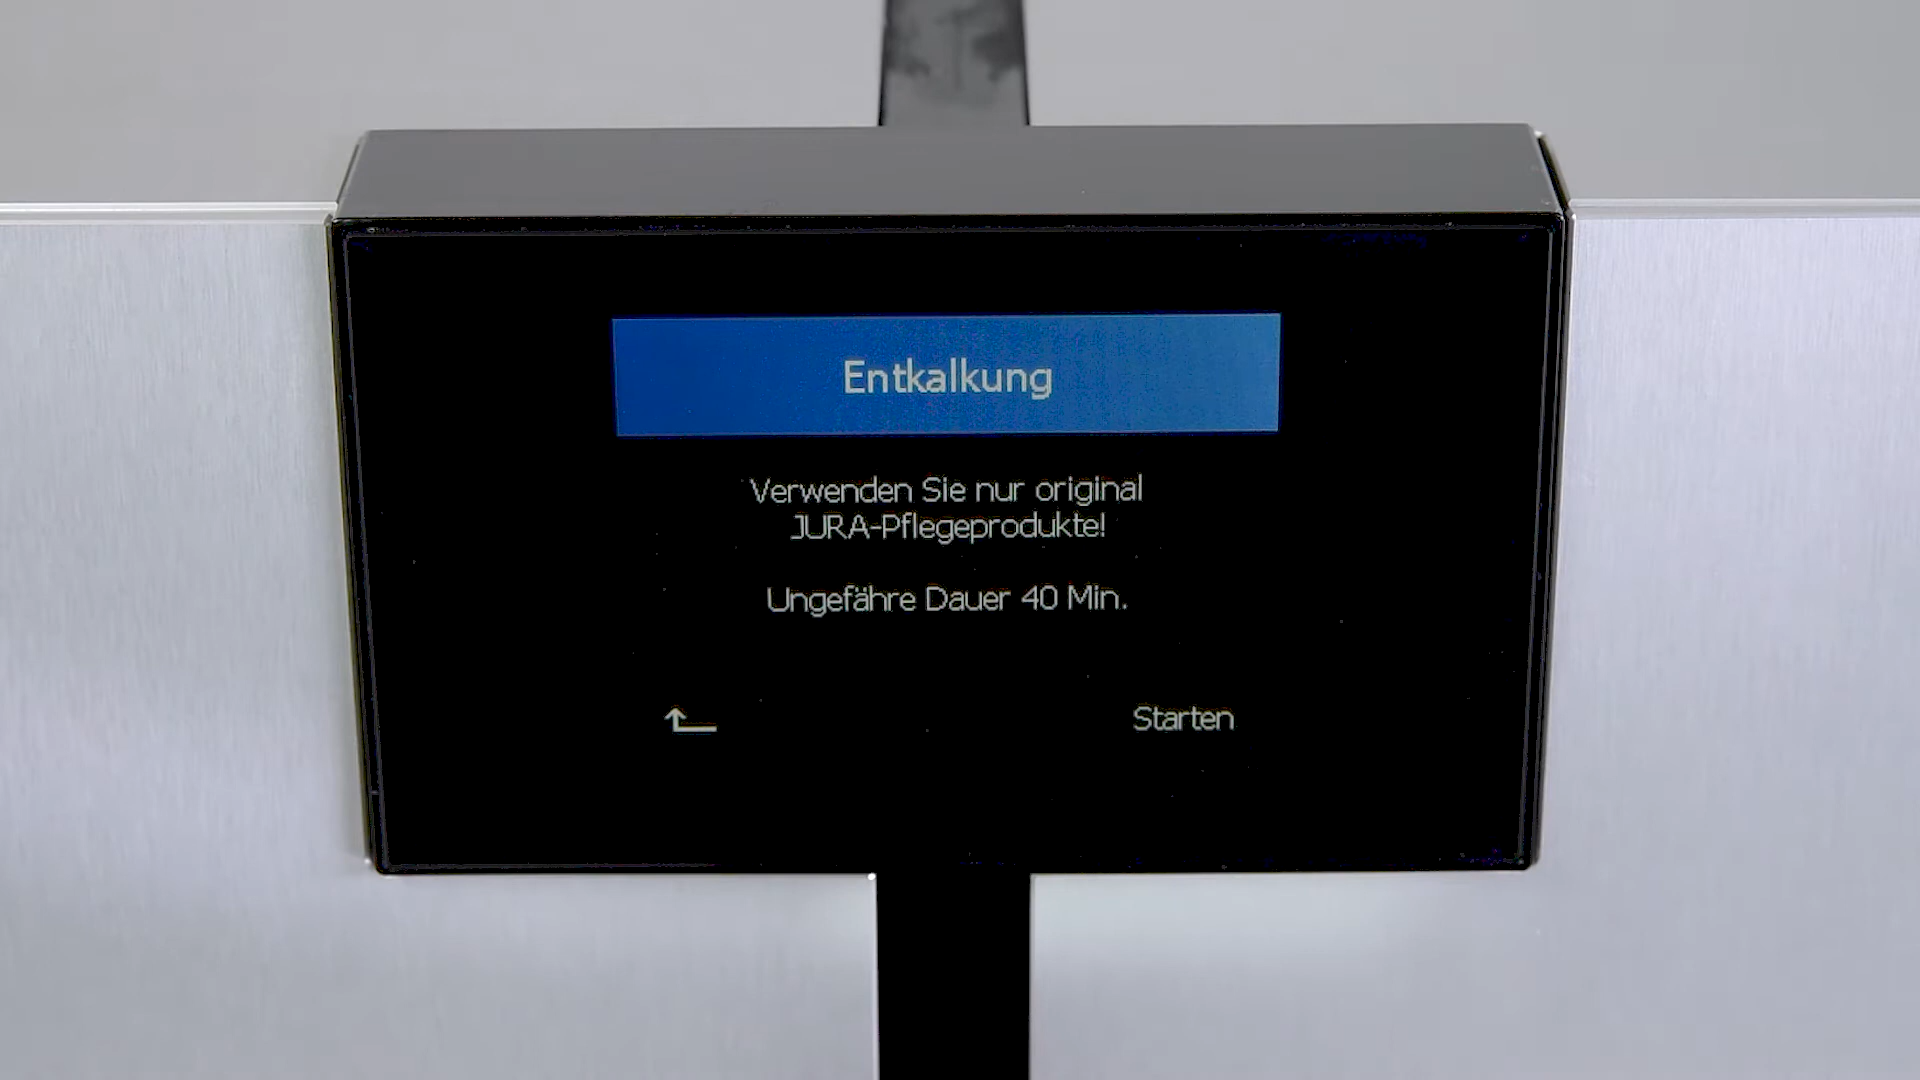 Entkalkung
Verwenden Sie nur original
JURA-Pflegeprodukte!
Ungefähre Dauer 40 Min.
Starten